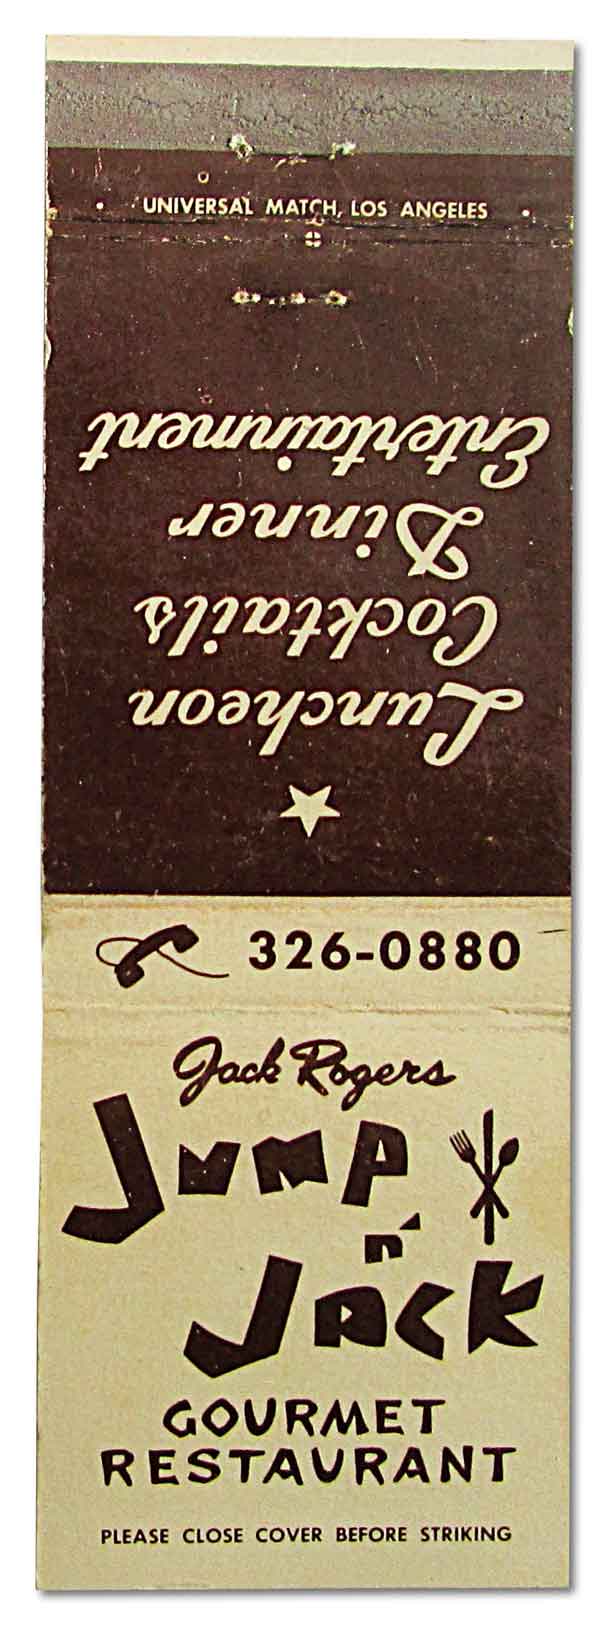 UNIVERSAL MATCH, LOS ANGELES
Luncheon
Cocktails
Dinner
Entertainment
326-0880
Jack Rogers
JUMP
n'
JACK
GOURMET
RESTAURANT
PLEASE CLOSE COVER BEFORE STRIKING